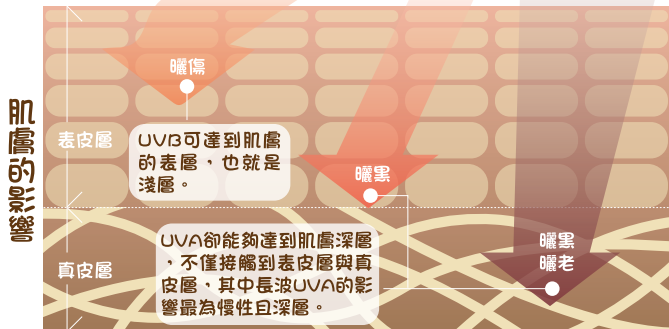 肌膚的影響
曬傷
表皮層
UVB可達到肌膚
的表層，也就是
淺層。
曬黑
UVA卻能夠達到肌膚深層
，不僅接觸到表皮層與真
皮層，其中長波UVA的影
響最為慢性且深層。
真皮層
曬黑
曬老